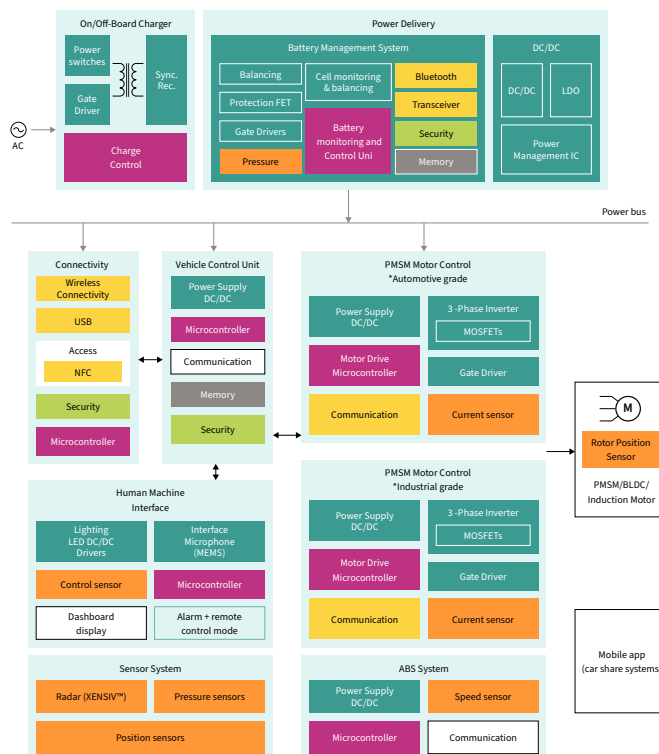 On/Off-Board Charger
Power
switches
Sync.
Rec.
Gate
Driver
Charge
Control
AC
Power Delivery
Battery Management System
Balancing
Protection FET
Gate Drivers
Pressure
Cell monitoring
& balancing
Battery
monitoring and
Control Uni
Bluetooth
Transceiver
Security
Memory
DC/DC
DC/DC
LDO
Power
Management IC
Power bus
Connectivity
Wireless
Connectivity
USB
Access
NFC
Security
Microcontroller
Vehicle Control Unit
Power Supply
DC/DC
Microcontroller
Communication
Memory
Security
PMSM Motor Control
*Automotive grade
Power Supply
DC/DC
3 -Phase Inverter
MOSFETs
Motor Drive
Microcontroller
Gate Driver
Communication
Current sensor
M
Rotor Position
Sensor
PMSM/BLDC/
Induction Motor
Human Machine
Interface
Lighting
LED DC/DC
Drivers
Interface
Microphone
(MEMS)
Control sensor
Microcontroller
Dashboard
display
Alarm + remote
control mode
PMSM Motor Control
*Industrial grade
Power Supply
DC/DC
3 -Phase Inverter
MOSFETs
Motor Drive
Microcontroller
Gate Driver
Communication
Current sensor
Mobile app
(car share systems)
Sensor System
Radar (XENSIV™)
Pressure sensors
Position sensors
ABS System
Power Supply
DC/DC
Speed sensor
Microcontroller
Communication